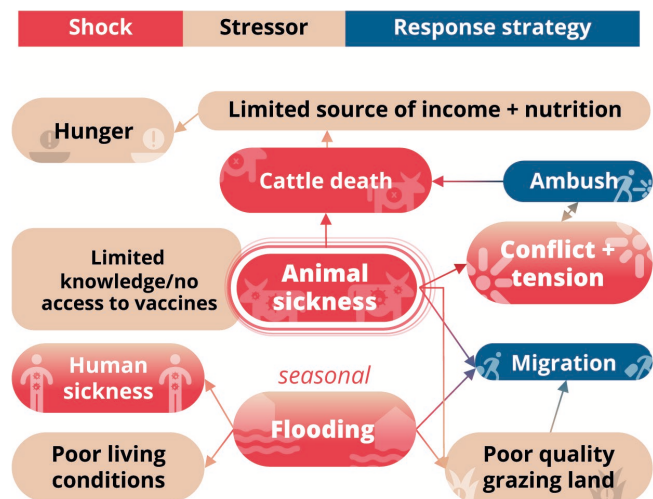 Shock Stressor Response strategy
Limited source of income + nutrition
Hunger
Cattle death
Ambush
Limited
knowledge/no
access to vaccines
Animal
sickness
Conflict +
tension
Human
sickness
seasonal
Migration
Flooding
Poor living
conditions
Poor quality
grazing land